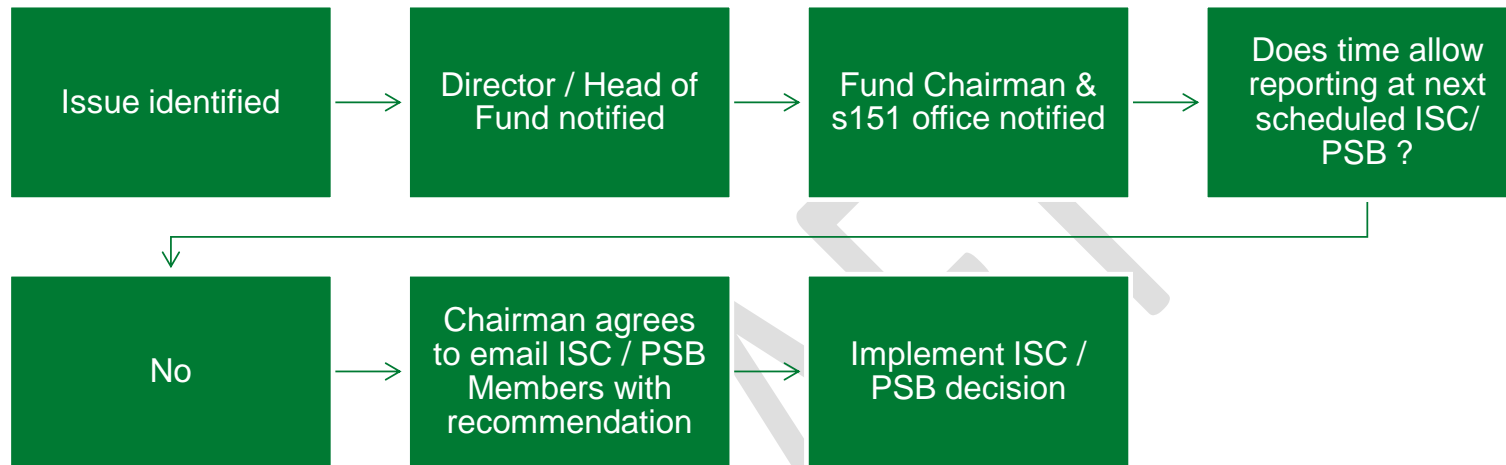 Issue identified
Director / Head of
Fund notified
Fund Chairman &
s151 office notified
Does time allow
reporting at next
scheduled ISC/
PSB ?
No
Chairman agrees
to email ISC / PSB
Members with
recommendation
Implement ISC /
PSB decision